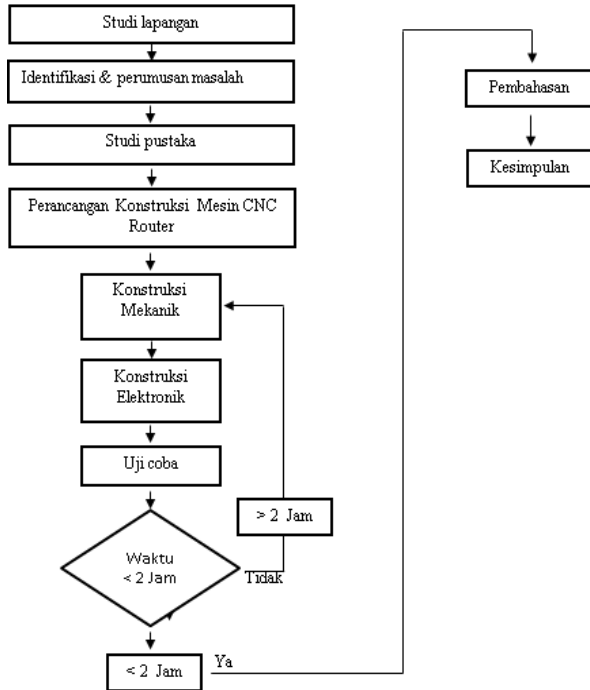 Studi lapangan
Identifikasi & perumusan masalah
Studi pustaka
Perancangan Konstruksi Mesin CNC
Router
Konstruksi
Mekanik
Konstruksi
Elektronik
Uji coba
> 2 Jam
Waktu
< 2 Jam
Tidak
< 2 Jam
Ya
Pembahasan
Kesimpulan